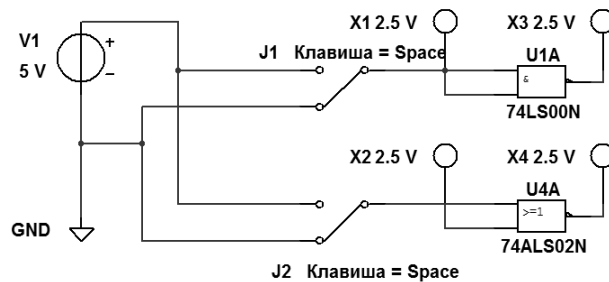 X1 2.5 V
X3 2.5 V
V1
5 V
+
−
J1 Клавиша = Space
U1A
&
74LS00N
X2 2.5 V
X4 2.5 V
U4A
>=1
GND
74ALS02N
J2 Клавиша = Space